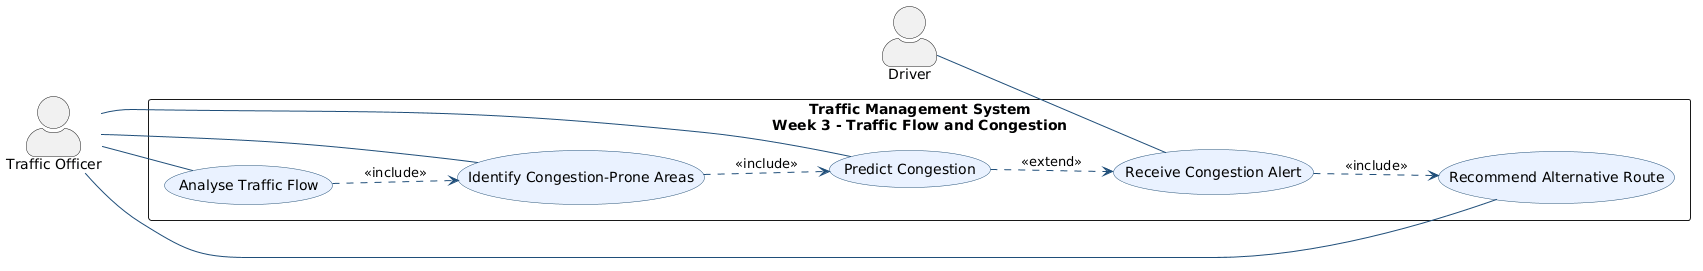 Driver
Traffic Officer
Traffic Management System
Week 3 - Traffic Flow and Congestion
Analyse Traffic Flow
«include»
Identify Congestion-Prone Areas
«include»
Predict Congestion
«extend»
Receive Congestion Alert
«include»
Recommend Alternative Route